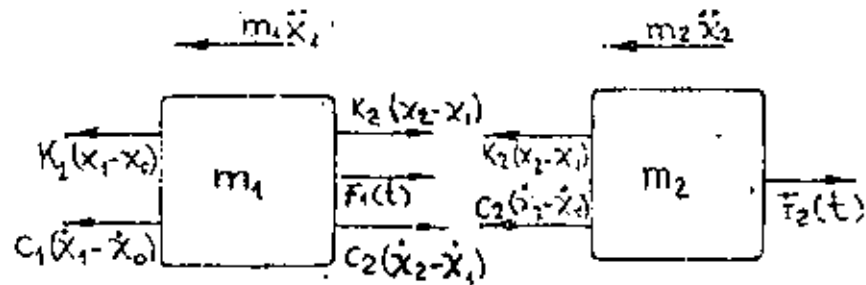 m₁ẍ₁
m₂ẍ₂
K₂(x₂-x₁)
K₁(x₁-x₀)
K₂(x₂-x₁)
m₁
F₁(t)
m₂
F₂(t)
C₂(ẋ₂-ẋ₁)
C₁(ẋ₁-ẋ₀)
C₂(ẋ₂-ẋ₁)